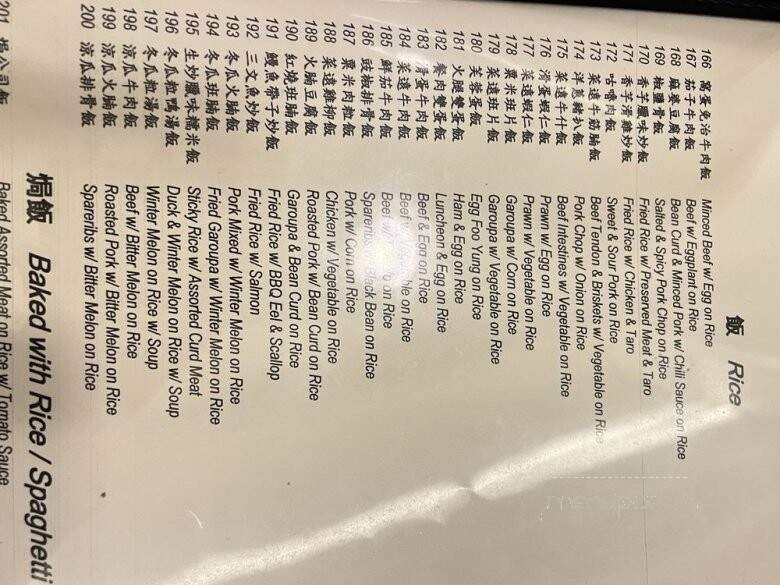 飯 Rice
166 窩蛋免治牛肉飯 Minced Beef w/ Egg on Rice
167 茄子牛肉飯 Beef w/ Eggplant on Rice
168 麻婆豆腐飯 Bean Curd & Minced Pork w/ Chili Sauce on Rice
169 椒鹽骨飯 Salted & Spicy Pork Chop on Rice
170 香芋臘味炒飯 Fried Rice w/ Preserved Meat & Taro
171 香芋滑雞炒飯 Fried Rice w/ Chicken & Taro
172 咕嚕肉飯 Sweet & Sour Pork on Rice
173 菜遠牛筋腩飯 Beef Tendon & Briskets w/ Vegetable on Rice
174 洋葱豬扒飯 Pork Chop w/ Onion on Rice
175 菜遠牛什飯 Beef Intestines w/ Vegetable on Rice
176 滑蛋蝦仁飯 Prawn w/ Egg on Rice
177 菜遠蝦仁飯 Prawn w/ Vegetable on Rice
178 粟米班片飯 Garoupa w/ Corn on Rice
179 菜遠班片飯 Garoupa w/ Vegetable on Rice
180 芙蓉蛋飯 Egg Foo Yung on Rice
181 火腿雙蛋飯 Ham & Egg on Rice
182 餐肉雙蛋飯 Luncheon & Egg on Rice
183 滑蛋牛肉飯 Beef & Egg on Rice
184 菜遠牛肉飯 Beef w/ Vegetable on Rice
185 鮮茄牛肉飯 Beef w/ on Rice
186 豉椒排骨飯 Spareribs Black Bean on Rice
187 粟米肉粒飯 Pork w/ Corn on Rice
188 菜遠雞柳飯 Chicken w/ Vegetable on Rice
189 火腩豆腐飯 Roasted Pork w/ Bean Curd on Rice
190 紅燒班腩飯 Garoupa & Bean Curd on Rice
191 鰻魚帶子炒飯 Fried Rice w/ BBQ Eel & Scallop
192 三文魚炒飯 Fried Rice w/ Salmon
193 冬瓜火腩飯 Pork Mixed w/ Winter Melon on Rice
194 冬瓜班腩飯 Fried Garoupa w/ Winter Melon on Rice
195 生炒臘味糯米飯 Sticky Rice w/ Assorted Curd Meat
196 冬瓜粒鴨湯飯 Duck & Winter Melon on Rice w/ Soup
197 冬瓜粒湯飯 Winter Melon on Rice w/ Soup
198 涼瓜牛肉飯 Beef w/ Bitter Melon on Rice
199 涼瓜火腩飯 Roasted Pork w/ Bitter Melon on Rice
200 涼瓜排骨飯 Spareribs w/ Bitter Melon on Rice
焗飯 Baked with Rice / Spaghetti
201 焗公司飯 Baked Assorted Meat on Rice w/ Tomato Sauce